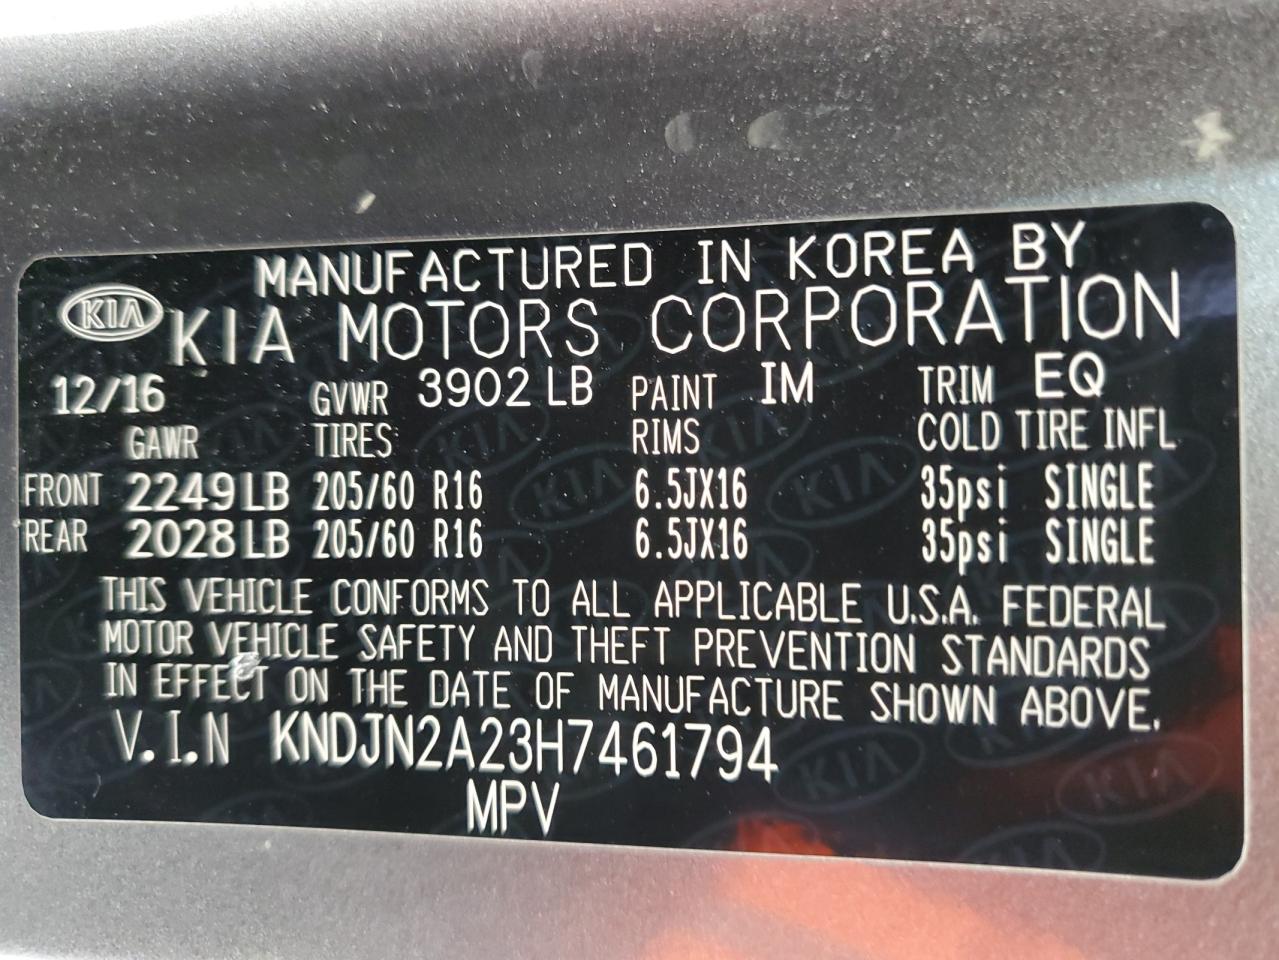 MANUFACTURED IN KOREA BY
KIA KIA MOTORS CORPORATION
12/16 GVWR 3902 LB PAINT IM TRIM EQ
GAWR TIRES RIMS COLD TIRE INFL
FRONT 2249 LB 205/60 R16 6.5JX16 35psi SINGLE
REAR 2028 LB 205/60 R16 6.5JX16 35psi SINGLE
THIS VEHICLE CONFORMS TO ALL APPLICABLE U.S.A. FEDERAL
MOTOR VEHICLE SAFETY AND THEFT PREVENTION STANDARDS
IN EFFECT ON THE DATE OF MANUFACTURE SHOWN ABOVE.
V.I.N KNDJN2A23H7461794
MPV